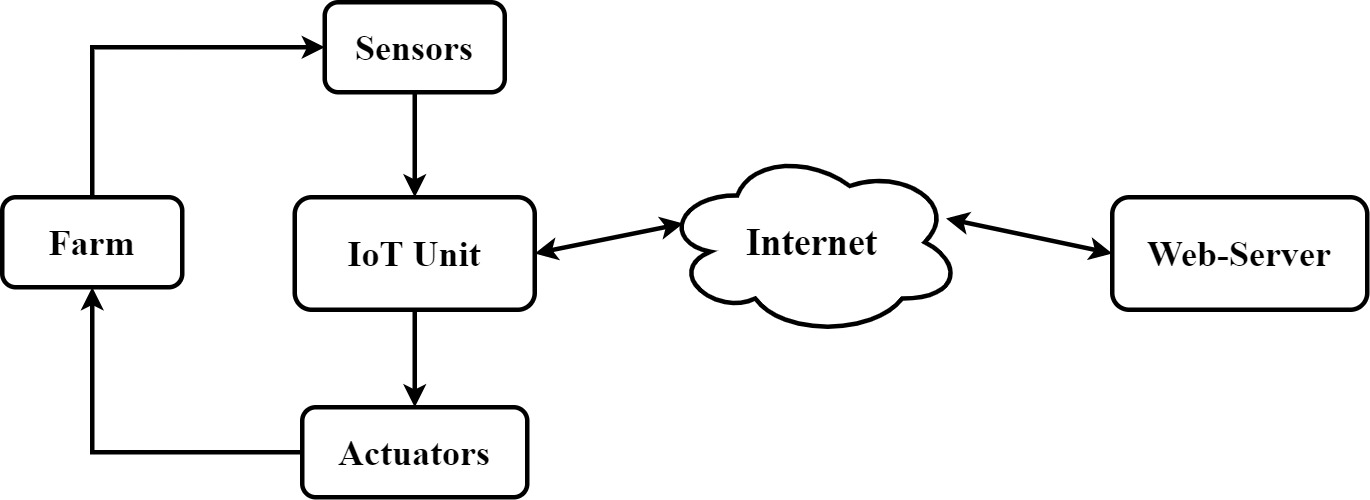 Sensors
Farm
IoT Unit
Internet
Web-Server
Actuators